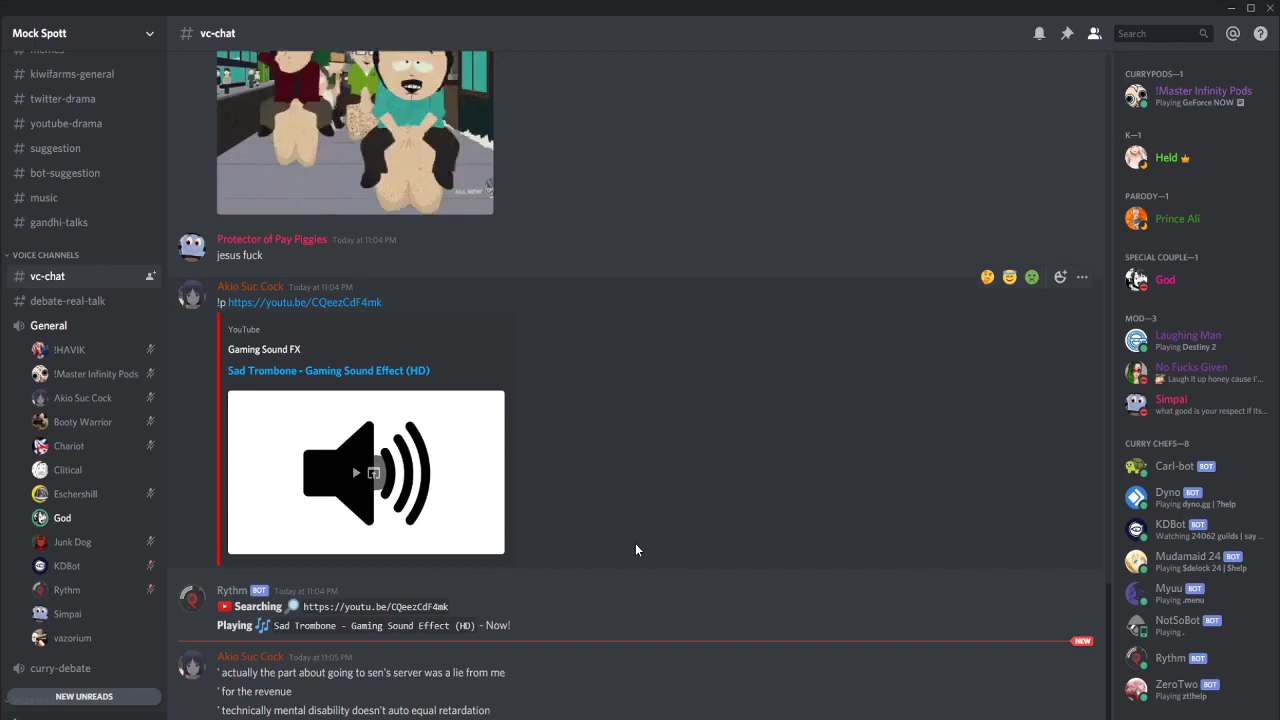 Mock Spott
memes
# kiwifarms-general
# twitter-drama
# youtube-drama
# suggestion
# bot-suggestion
# music
# gandhi-talks
VOICE CHANNELS
# vc-chat
# debate-real-talk
General
!HAVIK
!Master Infinity Pods
Akio Suc Cock
Booty Warrior
Chariot
Clitical
Eschershill
God
Junk Dog
KDBot
Rythm
Simpai
vazorium
curry-debate
NEW UNREADS
# vc-chat
Search
ALL NEW
Protector of Pay Piggies Today at 11:04 PM
jesus fuck
Akio Suc Cock Today at 11:04 PM
!p https://youtu.be/CQeezCdF4mk
YouTube
Gaming Sound FX
Sad Trombone - Gaming Sound Effect (HD)
Rythm BOT Today at 11:04 PM
Searching https://youtu.be/CQeezCdF4mk
Playing Sad Trombone - Gaming Sound Effect (HD) - Now!
NEW
Akio Suc Cock Today at 11:05 PM
' actually the part about going to sen's server was a lie from me
' for the revenue
' technically mental disability doesn't auto equal retardation
CURRYPODS—1
!Master Infinity Pods
Playing GeForce NOW
K—1
Held
PARODY—1
Prince Ali
SPECIAL COUPLE—1
God
MOD—3
Laughing Man
Playing Destiny 2
No Fucks Given
Laugh it up honey cause I'...
Simpai
what good is your respect if its...
CURRY CHEFS—8
Carl-bot BOT
Dyno BOT
Playing dyno.gg | ?help
KDBot BOT
Watching 24062 guilds | say ...
Mudamaid 24 BOT
Playing $delock 24 | $help
Myuu BOT
Playing .menu
NotSoBot BOT
Playing .
Rythm BOT
ZeroTwo BOT
Playing zt!help